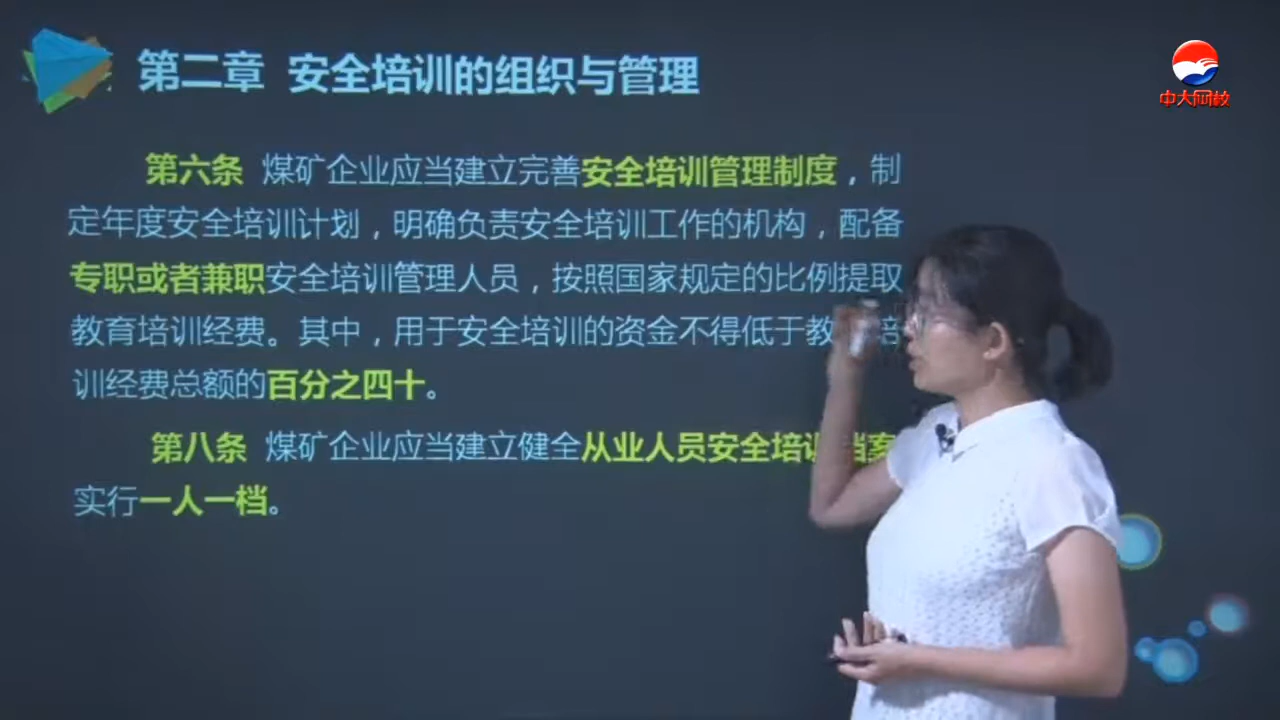 第二章 安全培训的组织与管理
中大网校
第六条 煤矿企业应当建立完善安全培训管理制度，制
定年度安全培训计划，明确负责安全培训工作的机构，配备
专职或者兼职安全培训管理人员，按照国家规定的比例提取
教育培训经费。其中，用于安全培训的资金不得低于教 培
训经费总额的百分之四十。
第八条 煤矿企业应当建立健全从业人员安全培训档案
实行一人一档。